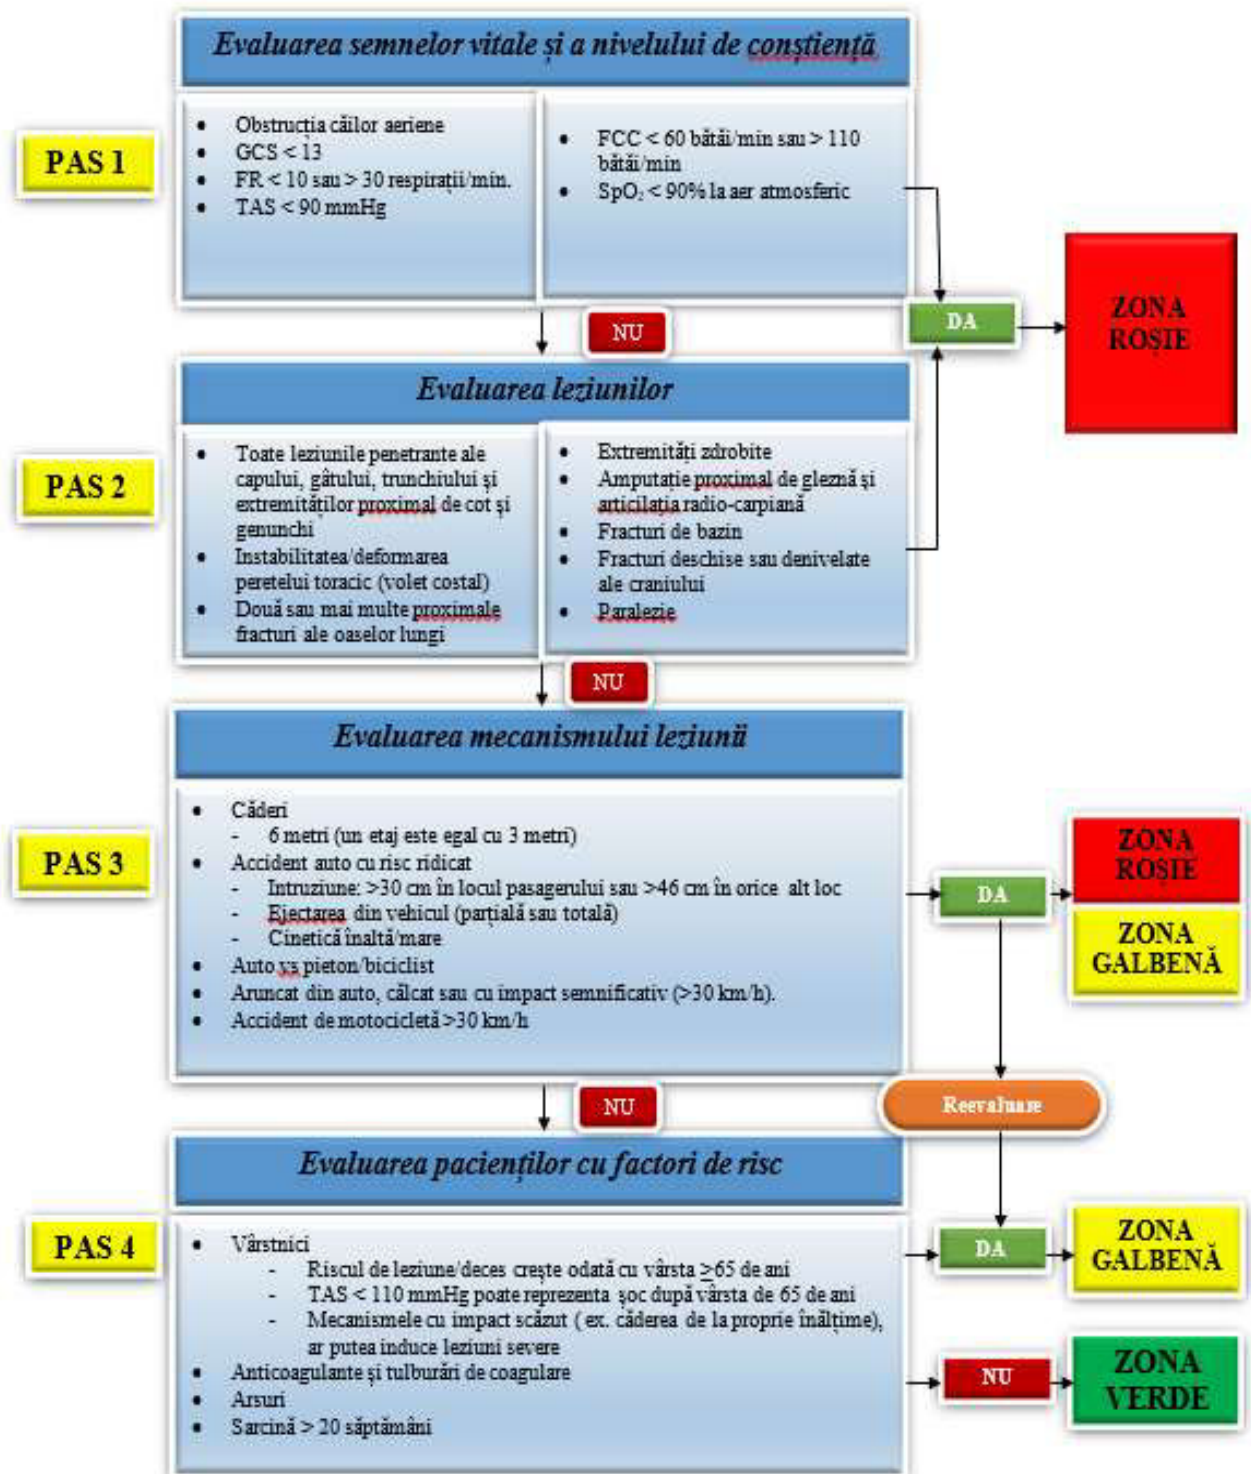 Evaluarea semnelor vitale și a nivelului de conștiență
PAS 1
• Obstrucția căilor aeriene
• GCS < 13
• FR < 10 sau > 30 respirații/min.
• TAS < 90 mmHg
• FCC < 60 bătăi/min sau > 110
bătăi/min
• SpO₂ < 90% la aer atmosferic
DA
ZONA
ROȘIE
NU
Evaluarea leziunilor
PAS 2
• Toate leziunile penetrante ale
capului, gâtului, trunchiului și
extremităților proximal de cot și
genunchi
• Instabilitatea/deformarea
peretelui toracic (volet costal)
• Două sau mai multe proximale
fracturi ale oaselor lungi
• Extremități zdrobite
• Amputație proximal de gleznă și
articilația radio-carpiană
• Fracturi de bazin
• Fracturi deschise sau denivelate
ale craniului
• Paralezie
NU
Evaluarea mecanismului leziunii
PAS 3
• Căderi
- 6 metri (un etaj este egal cu 3 metri)
• Accident auto cu risc ridicat
- Intruziune: >30 cm în locul pasagerului sau >46 cm în orice alt loc
- Ejectarea din vehicul (parțială sau totală)
- Cinetică înaltă/mare
• Auto vs pieton/biciclist
• Aruncat din auto, călcat sau cu impact semnificativ (>30 km/h).
• Accident de motocicletă >30 km/h
DA
ZONA
ROȘIE
ZONA
GALBENĂ
NU
Reevaluare
Evaluarea pacienților cu factori de risc
PAS 4
• Vârstnici
- Riscul de leziune/deces crește odată cu vârsta ≥65 de ani
- TAS < 110 mmHg poate reprezenta șoc după vârsta de 65 de ani
- Mecanismele cu impact scăzut ( ex. căderea de la proprie înălțime),
ar putea induce leziuni severe
• Anticoagulante și tulburări de coagulare
• Arsuri
• Sarcină > 20 săptămâni
DA
ZONA
GALBENĂ
NU
ZONA
VERDE